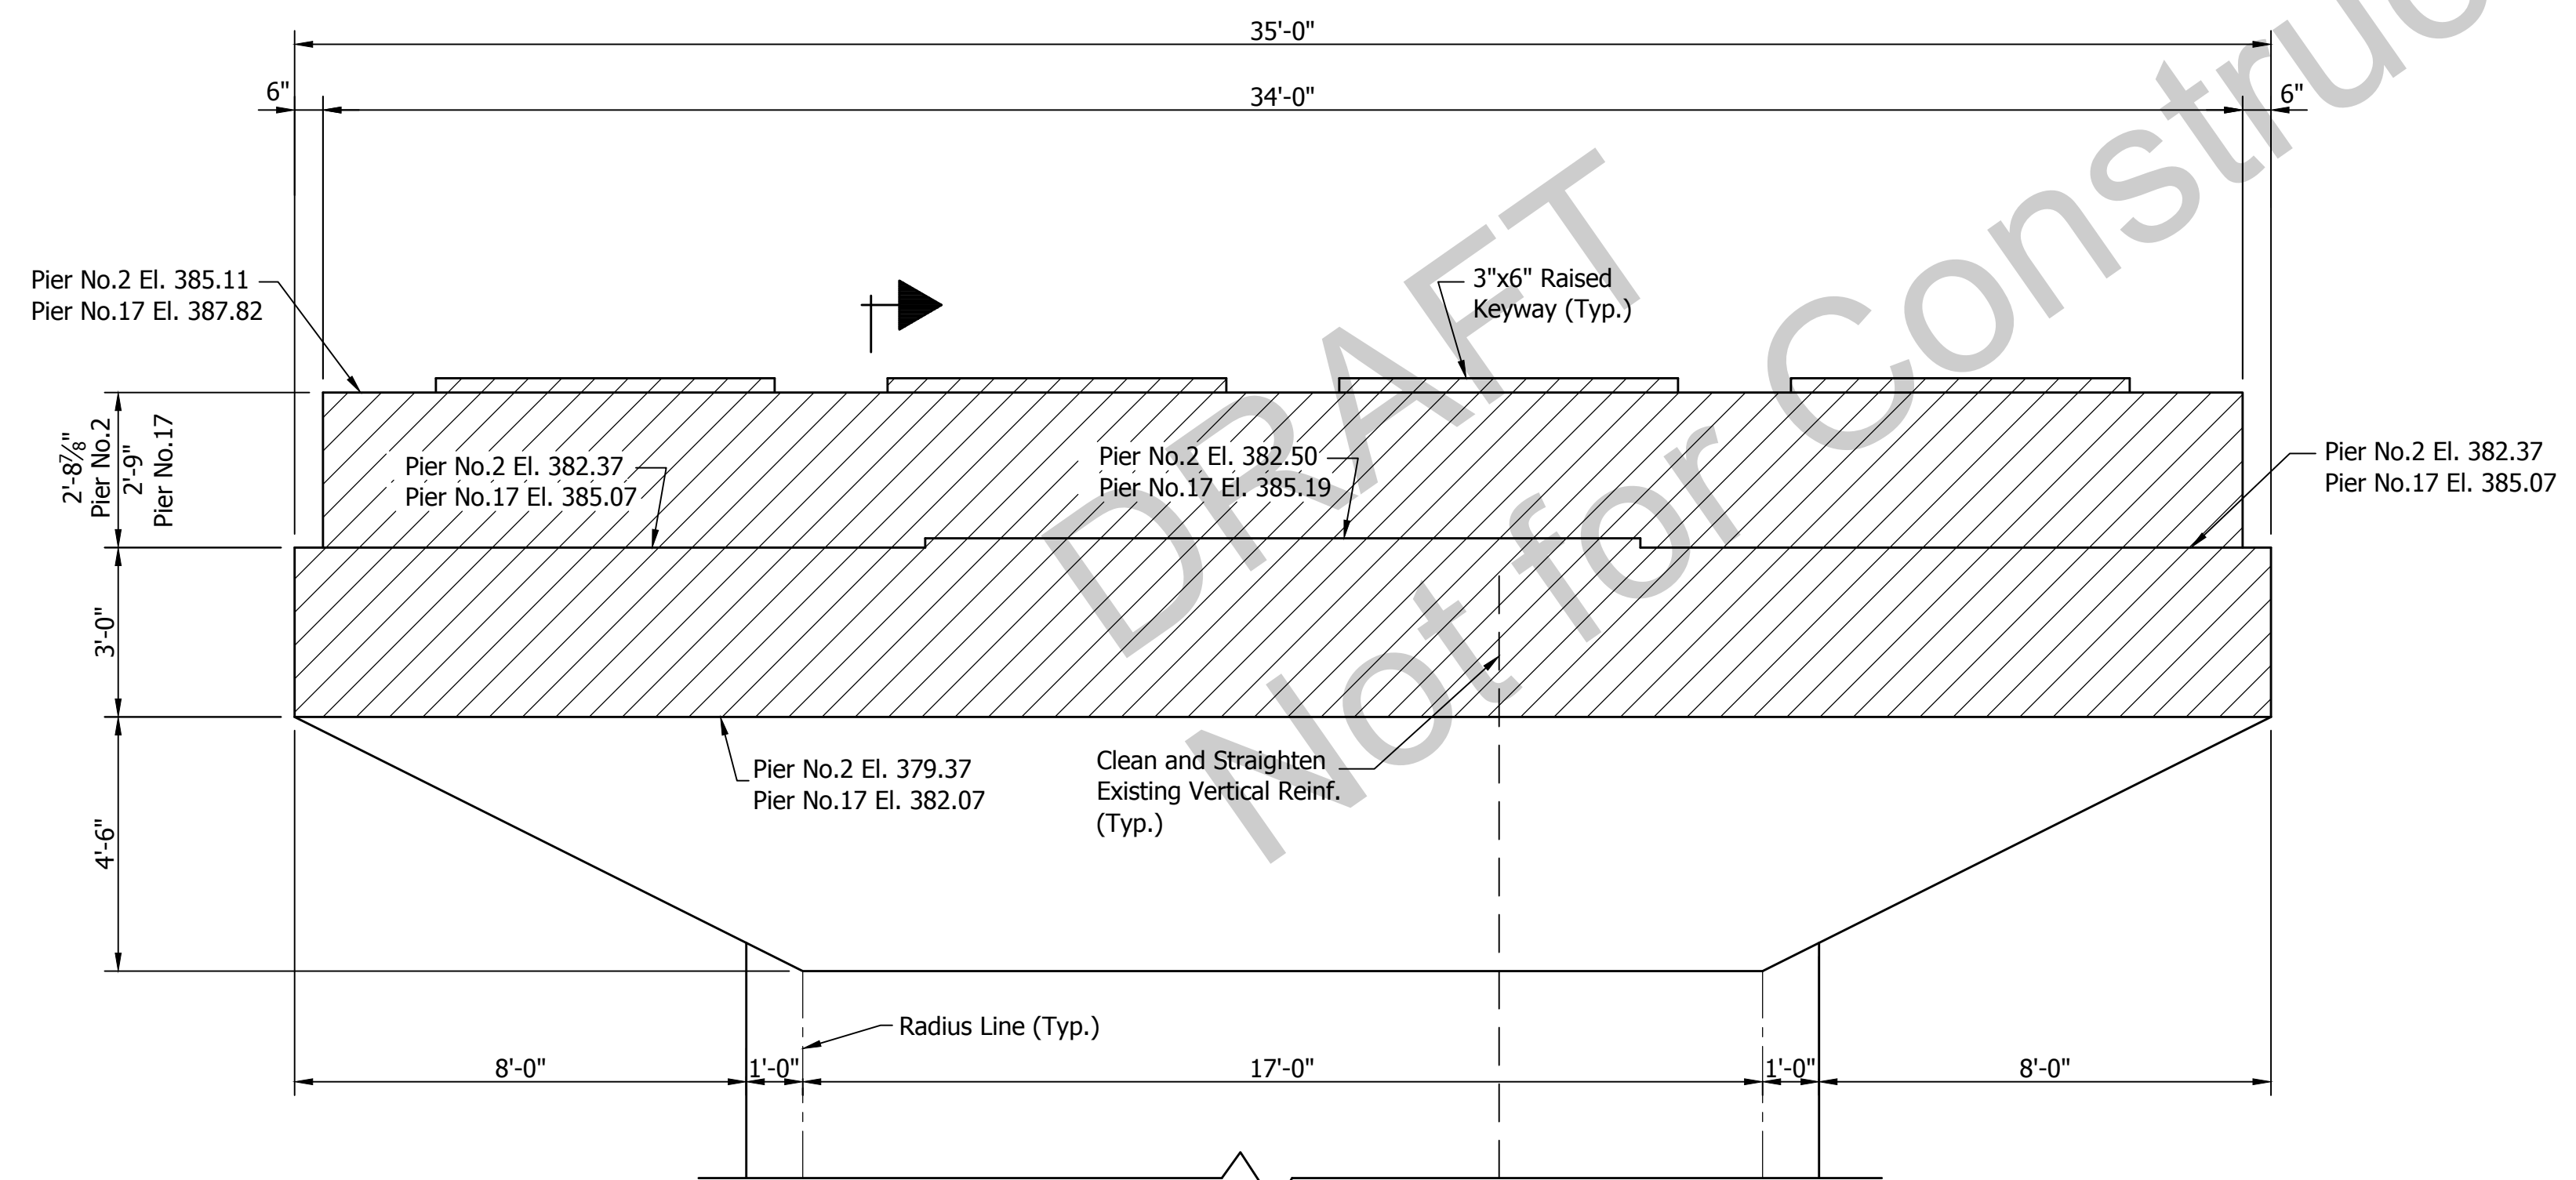 35'-0"
6"
34'-0"
6"
Pier No.2 El. 385.11
Pier No.17 El. 387.82
3"x6" Raised
Keyway (Typ.)
2'-8⅞"
Pier No.2
2'-9"
Pier No.17
Pier No.2 El. 382.37
Pier No.17 El. 385.07
Pier No.2 El. 382.50
Pier No.17 El. 385.19
Pier No.2 El. 382.37
Pier No.17 El. 385.07
DRAFT
Not for Construc
3'-0"
Pier No.2 El. 379.37
Pier No.17 El. 382.07
Clean and Straighten
Existing Vertical Reinf.
(Typ.)
4'-6"
Radius Line (Typ.)
8'-0"
1'-0"
17'-0"
1'-0"
8'-0"